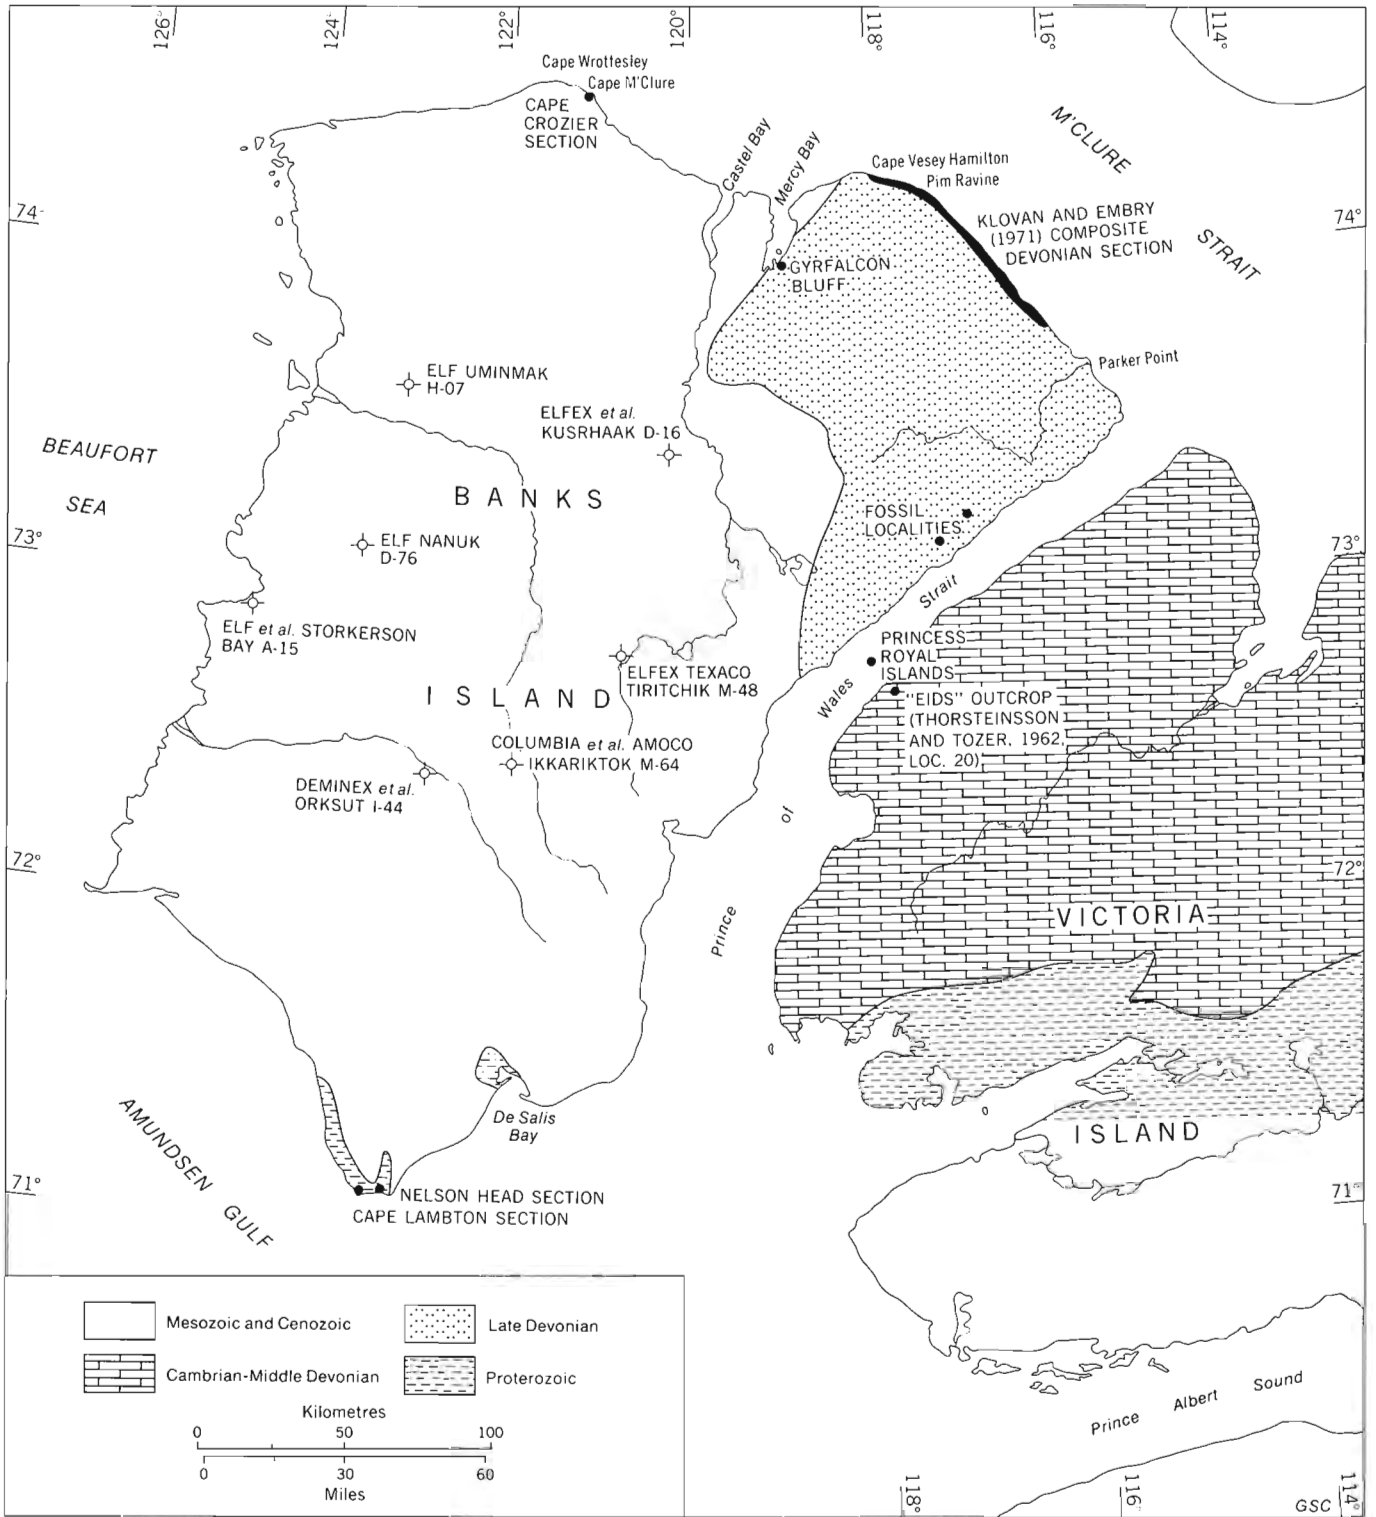 126°
124°
122°
120°
118°
116°
114°
Cape Wrottesley
Cape M'Clure
CAPE
CROZIER
SECTION
Castel Bay
Mercy Bay
Cape Vesey Hamilton
Pim Ravine
M'CLURE
STRAIT
KLOVAN AND EMBRY
(1971) COMPOSITE
DEVONIAN SECTION
74°
74°
GYRFALCON
BLUFF
Parker Point
ELF UMINMAK
H-07
ELFEX et al.
KUSRHAAK D-16
BEAUFORT
SEA
BANKS
ISLAND
FOSSIL
LOCALITIES
73°
73°
ELF NANUK
D-76
ELF et al. STORKERSON
BAY A-15
ELFEX TEXACO
TIRITCHIK M-48
Prince of Wales Strait
PRINCESS
ROYAL
ISLANDS
"EIDS" OUTCROP
(THORSTEINSSON
AND TOZER, 1962,
LOC. 20)
COLUMBIA et al. AMOCO
IKKARIKTOK M-64
DEMINEX et al.
ORKSUT I-44
72°
72°
VICTORIA
ISLAND
De Salis
Bay
AMUNDSEN
GULF
71°
71°
NELSON HEAD SECTION
CAPE LAMBTON SECTION
Mesozoic and Cenozoic
Late Devonian
Cambrian-Middle Devonian
Proterozoic
Kilometres
0 50 100
0 30 60
Miles
Prince Albert Sound
118°
116°
114°
GSC